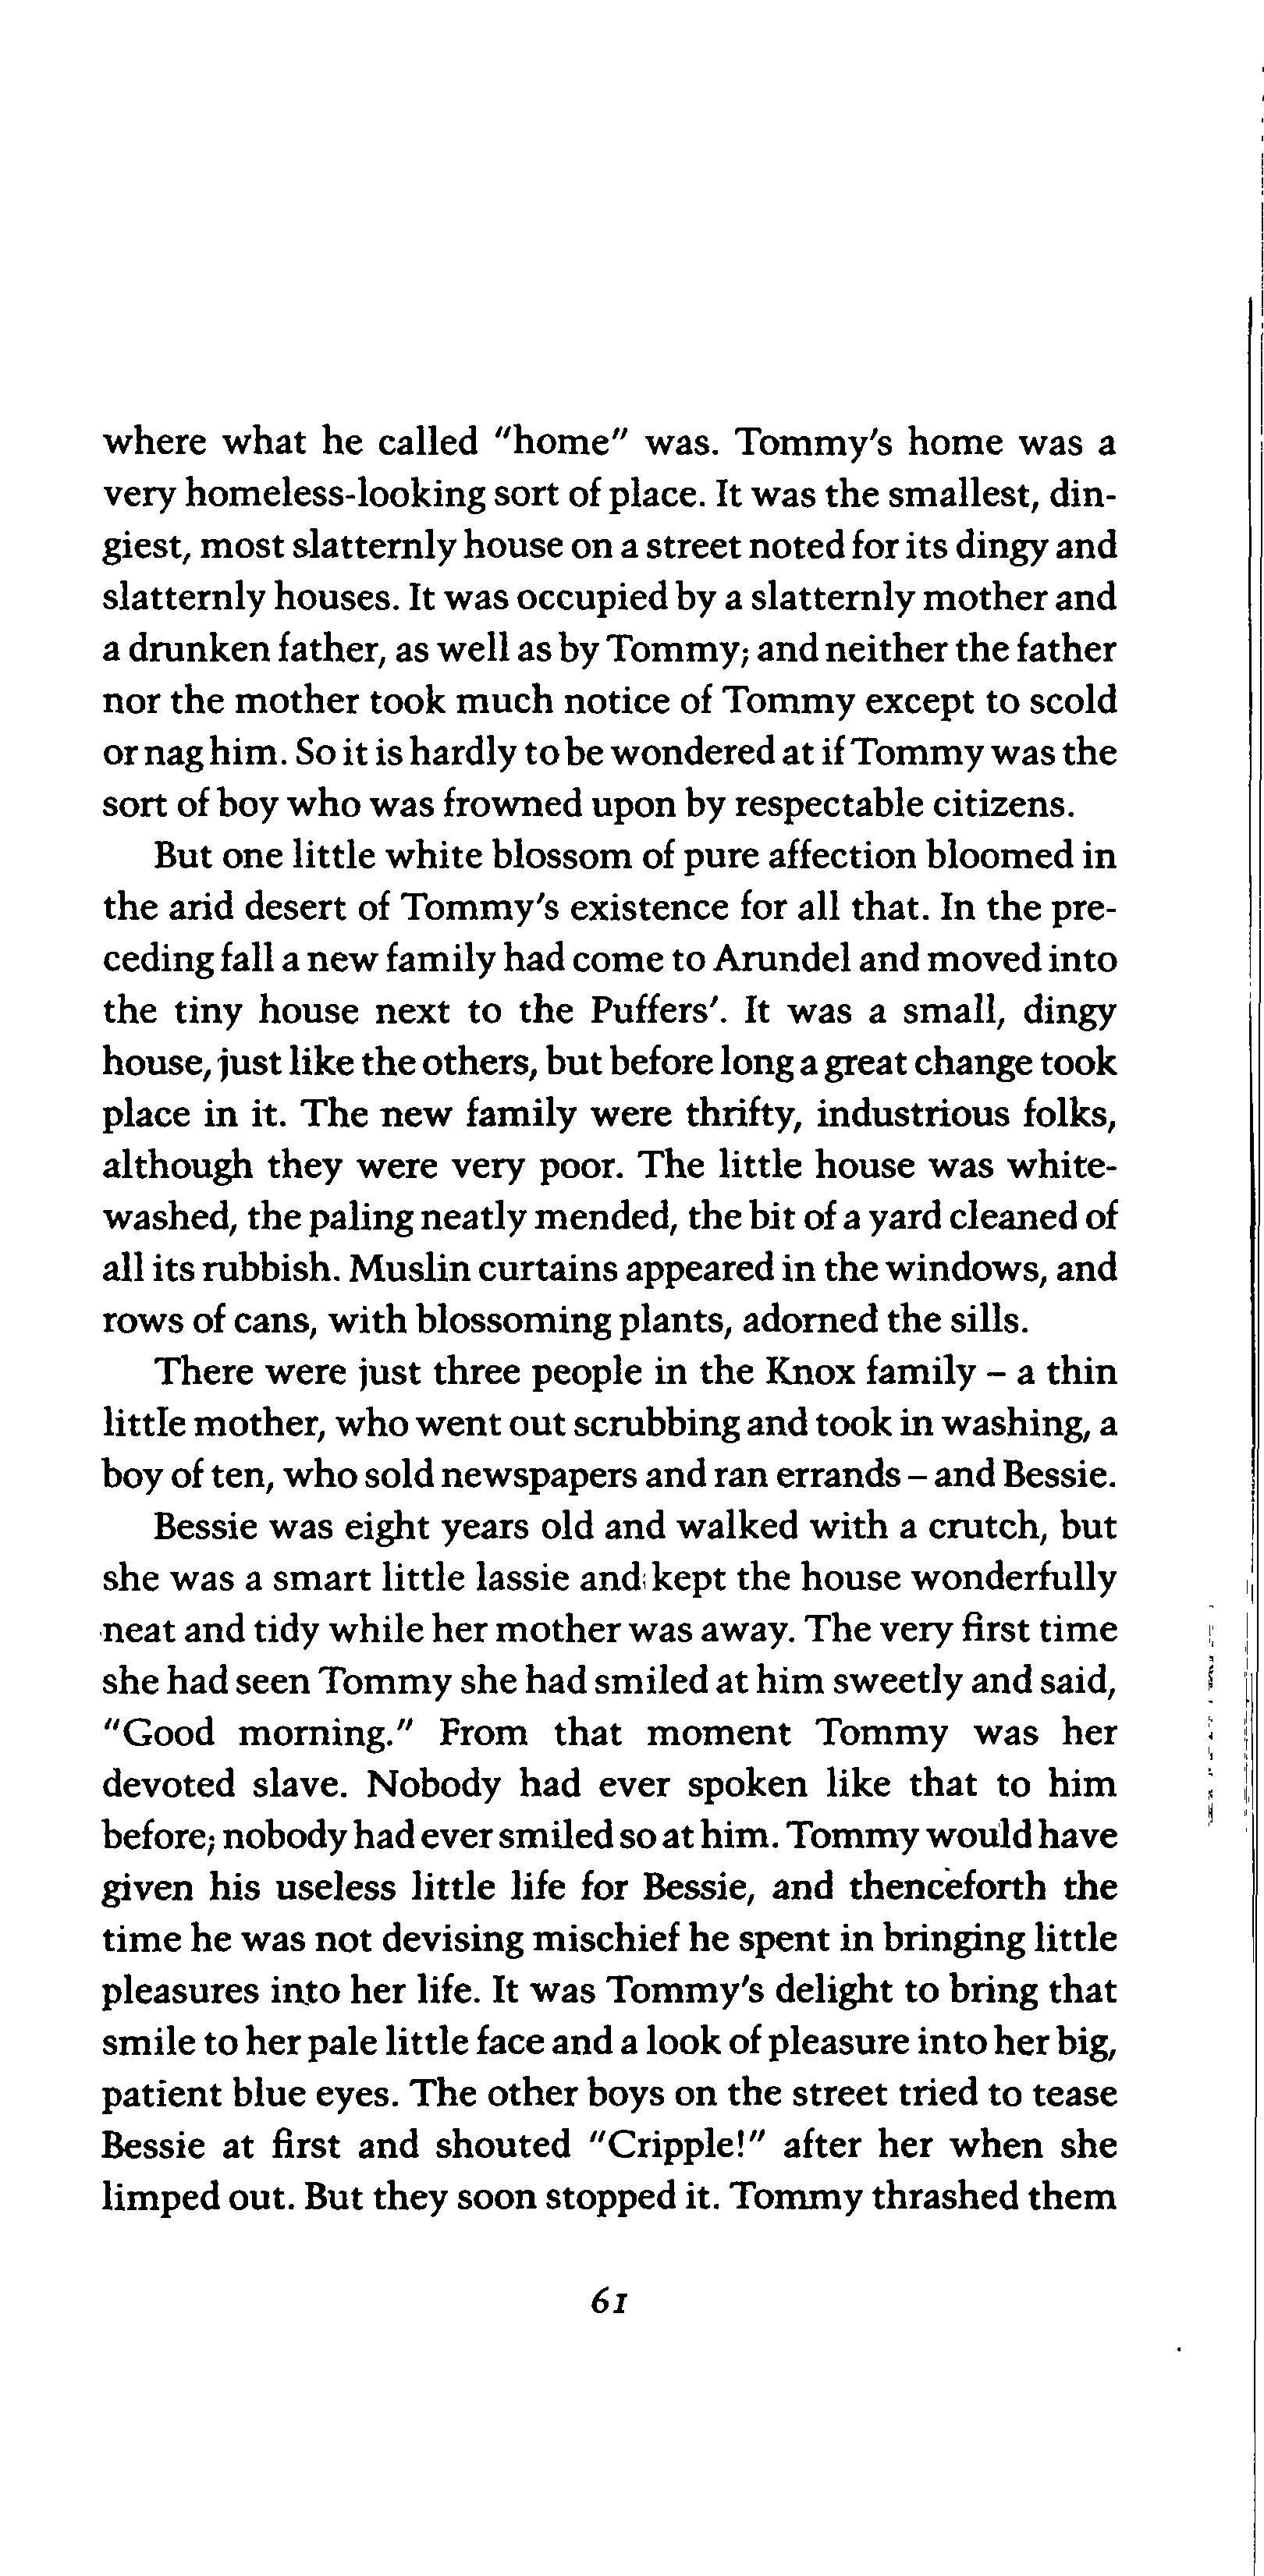 where what he called "home" was. Tommy's home was a
very homeless-looking sort of place. It was the smallest, din-
giest, most slatternly house on a street noted for its dingy and
slatternly houses. It was occupied by a slatternly mother and
a drunken father, as well as by Tommy; and neither the father
nor the mother took much notice of Tommy except to scold
or nag him. So it is hardly to be wondered at if Tommy was the
sort of boy who was frowned upon by respectable citizens.
But one little white blossom of pure affection bloomed in
the arid desert of Tommy's existence for all that. In the pre-
ceding fall a new family had come to Arundel and moved into
the tiny house next to the Puffers'. It was a small, dingy
house, just like the others, but before long a great change took
place in it. The new family were thrifty, industrious folks,
although they were very poor. The little house was white-
washed, the paling neatly mended, the bit of a yard cleaned of
all its rubbish. Muslin curtains appeared in the windows, and
rows of cans, with blossoming plants, adorned the sills.
There were just three people in the Knox family – a thin
little mother, who went out scrubbing and took in washing, a
boy of ten, who sold newspapers and ran errands – and Bessie.
Bessie was eight years old and walked with a crutch, but
she was a smart little lassie and kept the house wonderfully
neat and tidy while her mother was away. The very first time
she had seen Tommy she had smiled at him sweetly and said,
"Good morning." From that moment Tommy was her
devoted slave. Nobody had ever spoken like that to him
before; nobody had ever smiled so at him. Tommy would have
given his useless little life for Bessie, and thenceforth the
time he was not devising mischief he spent in bringing little
pleasures into her life. It was Tommy's delight to bring that
smile to her pale little face and a look of pleasure into her big,
patient blue eyes. The other boys on the street tried to tease
Bessie at first and shouted "Cripple!" after her when she
limped out. But they soon stopped it. Tommy thrashed them
61